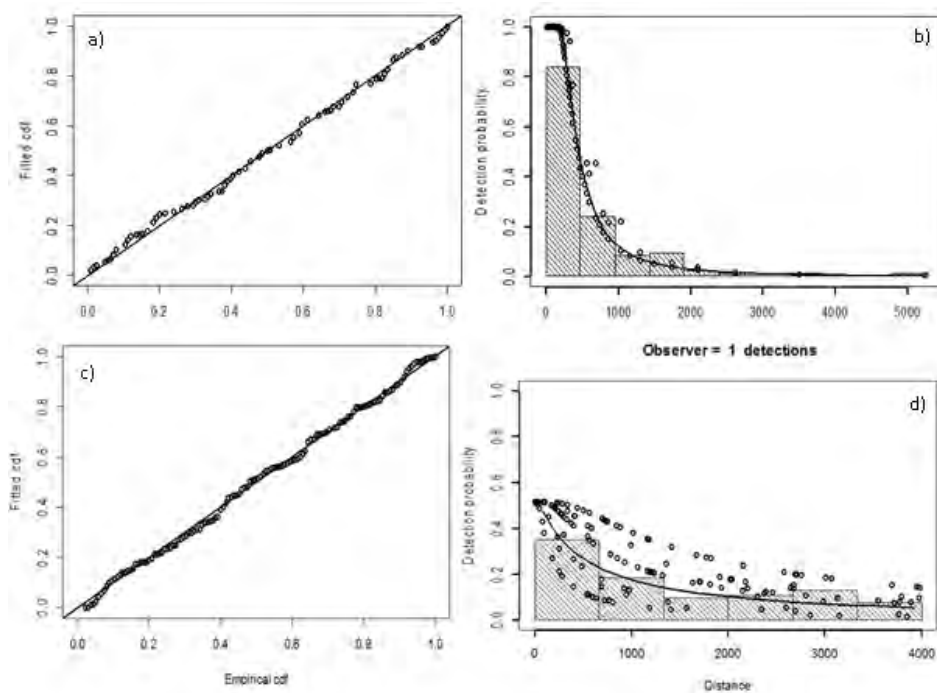 a)
Fitted cdf
0.0 0.2 0.4 0.6 0.8 1.0
0.0 0.2 0.4 0.6 0.8 1.0
b)
Detection probability
0.0 0.2 0.4 0.6 0.8 1.0
0 1000 2000 3000 4000 5000
c)
Fitted cdf
0.0 0.2 0.4 0.6 0.8 1.0
0.0 0.2 0.4 0.6 0.8 1.0
Empirical cdf
Observer = 1 detections
d)
Detection probability
0.0 0.2 0.4 0.6 0.8 1.0
0 1000 2000 3000 4000
Distance